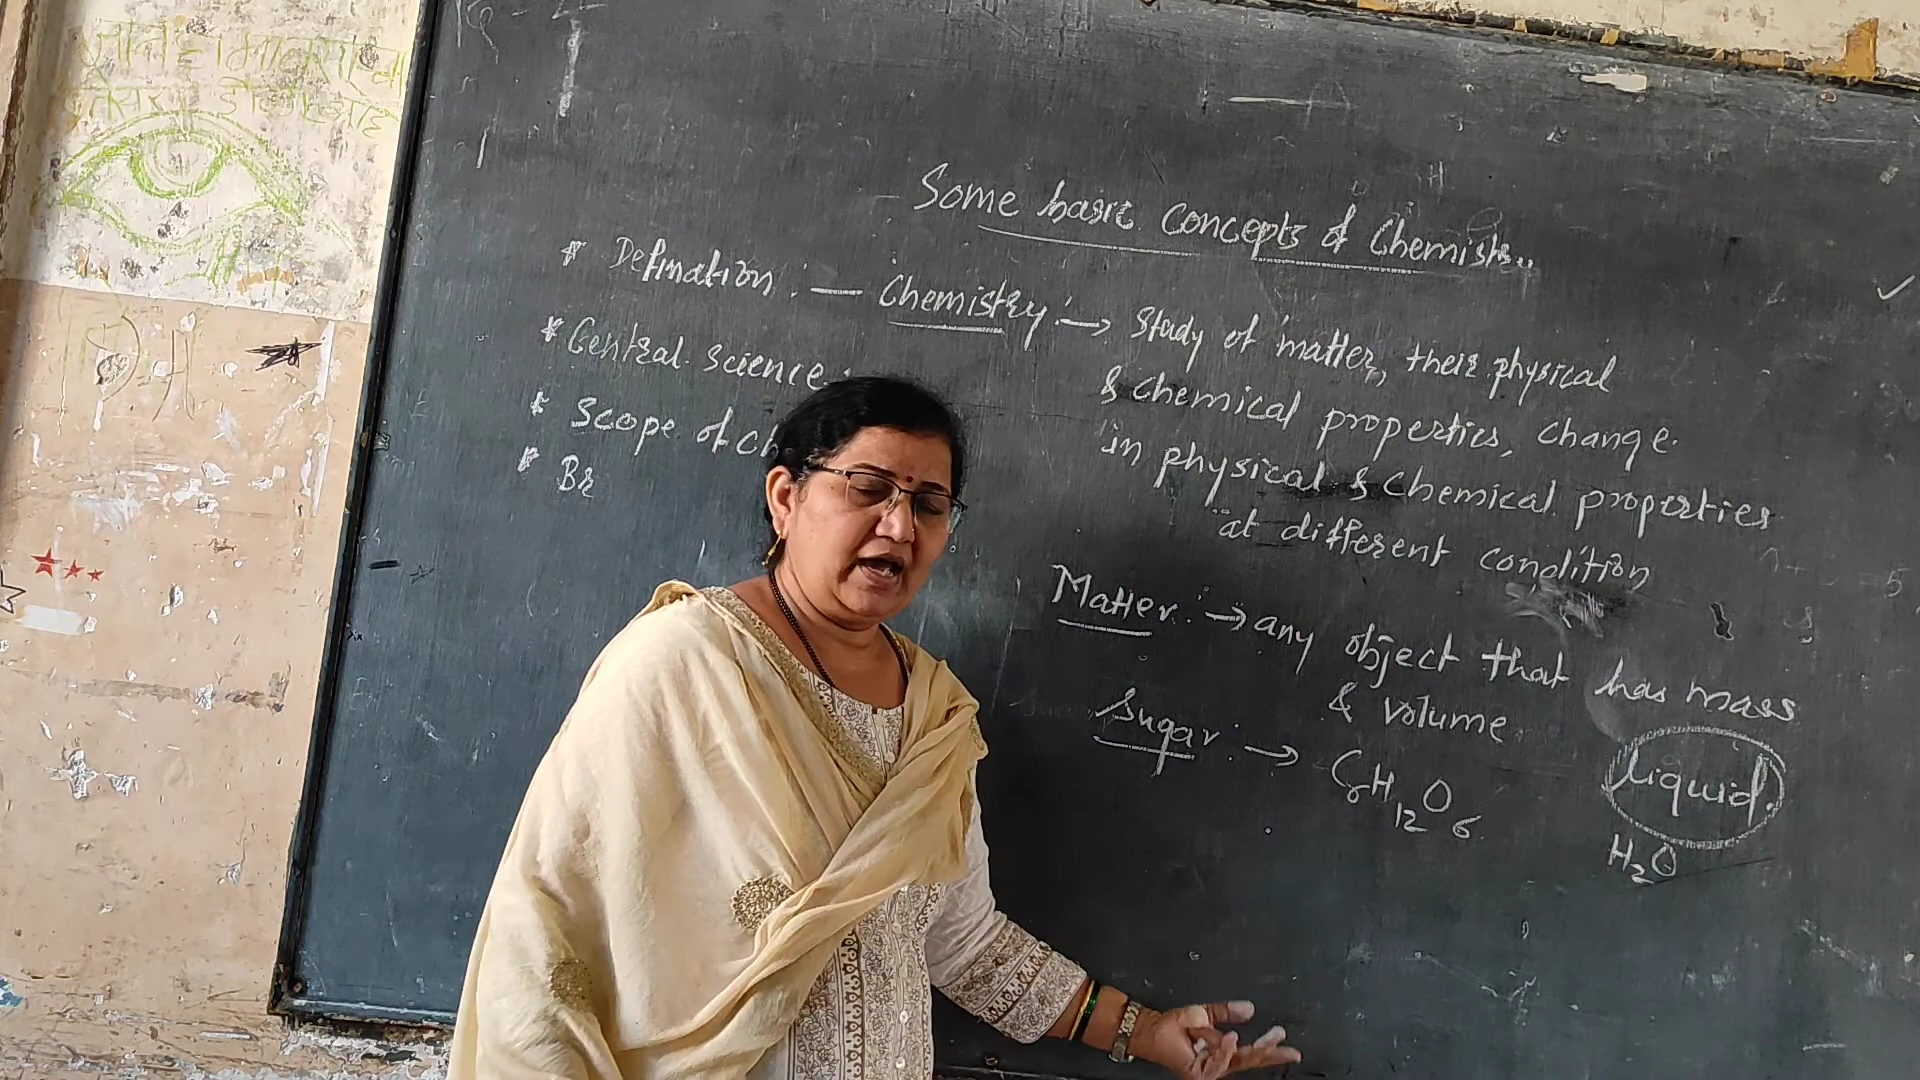 Some basic concepts of Chemistry
* Defination :— Chemistry :→ Study of matter, their physical
& chemical properties, change
in physical & chemical properties
at different condition
* Central science :
* Scope of ch
* Br
Matter :→ any object that has mass
& volume
Sugar :→ C6H12O6
liquid.
H2O